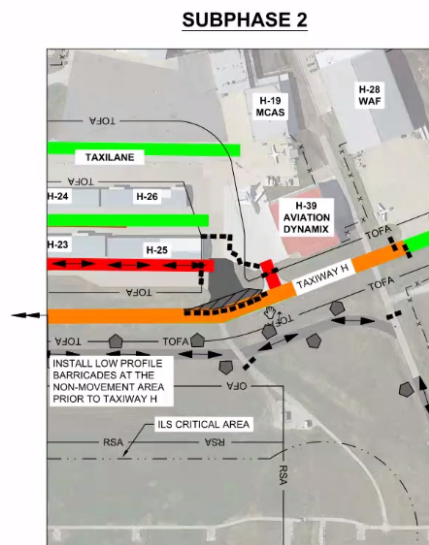 SUBPHASE 2
H-19
MCAS
H-28
WAF
TOFA
TAXILANE
TOFA
H-24
H-26
H-39
AVIATION
DYNAMIX
TOFA
H-23
H-25
TAXIWAY H
TOFA
TOFA
TOFA
TOFA
TOFA
INSTALL LOW PROFILE
BARRICADES AT THE
NON-MOVEMENT AREA
PRIOR TO TAXIWAY H
OFA
ILS CRITICAL AREA
RSA
RSA
RSA